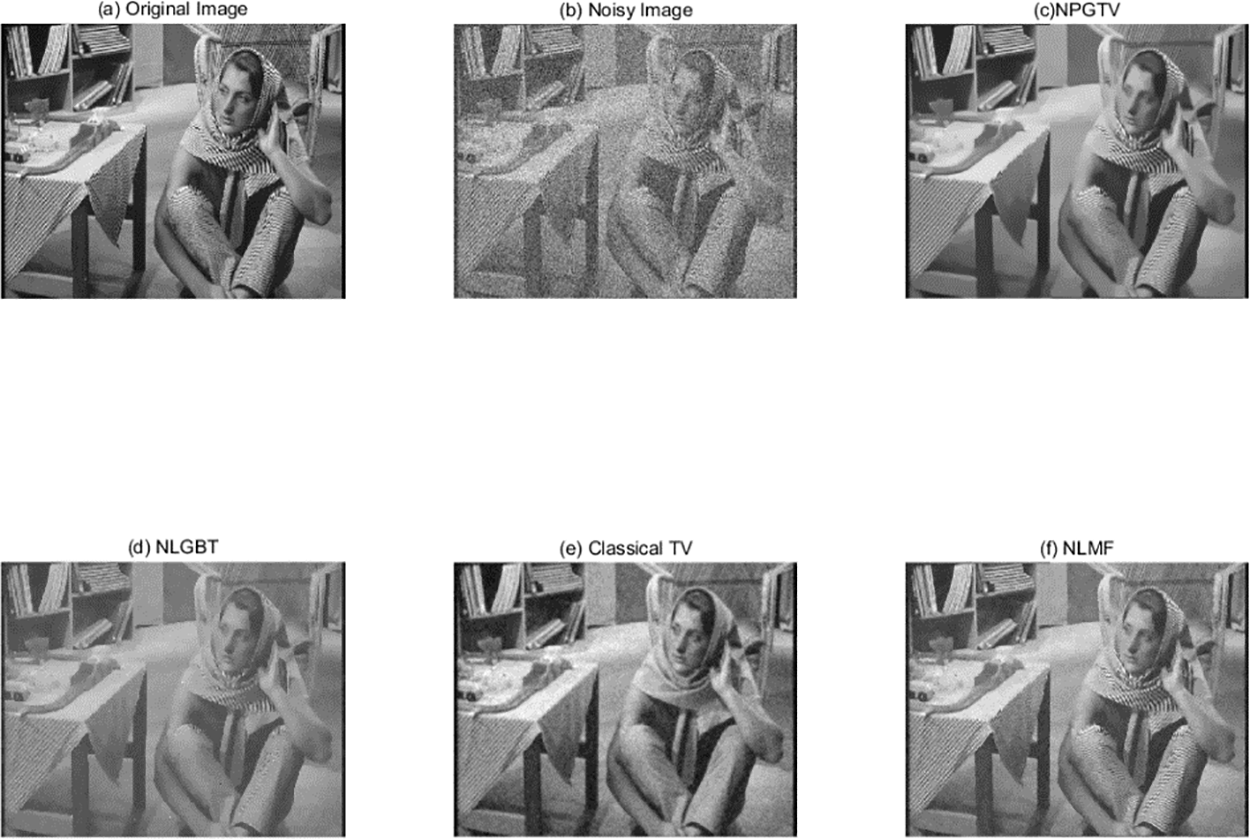 (a) Original Image
(b) Noisy Image
(c)NPGTV
(d) NLGBT
(e) Classical TV
(f) NLMF